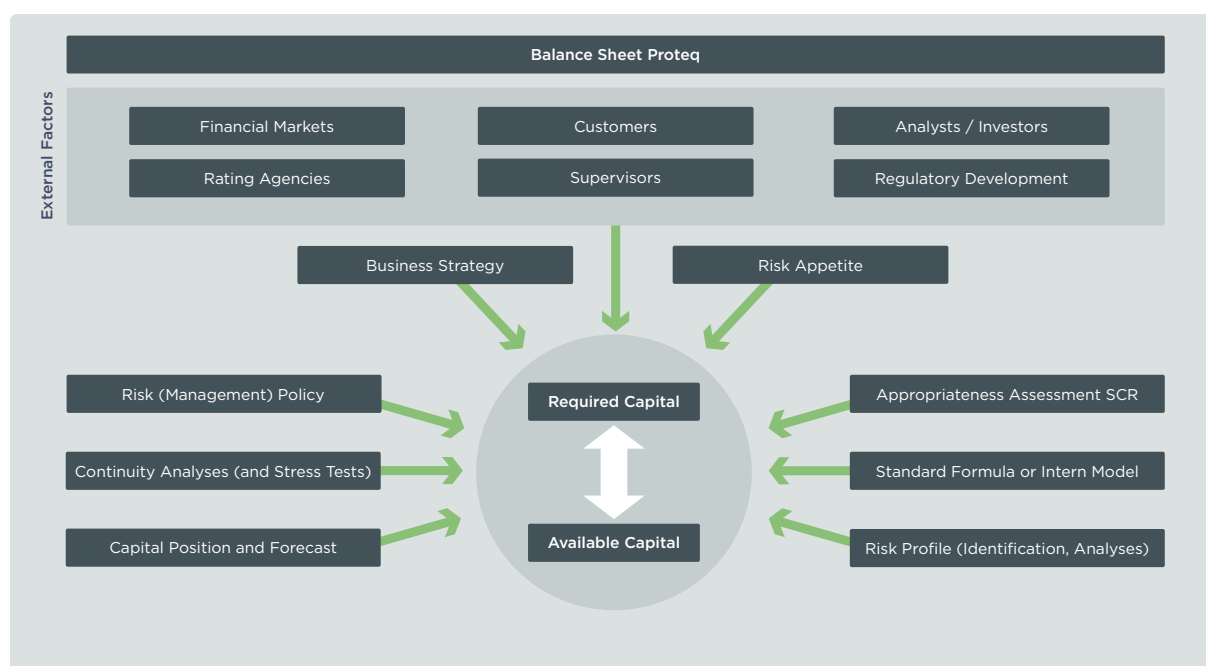 Balance Sheet Proteq
External Factors
Financial Markets
Customers
Analysts / Investors
Rating Agencies
Supervisors
Regulatory Development
Business Strategy
Risk Appetite
Risk (Management) Policy
Required Capital
Appropriateness Assessment SCR
Continuity Analyses (and Stress Tests)
Standard Formula or Intern Model
Capital Position and Forecast
Available Capital
Risk Profile (Identification, Analyses)